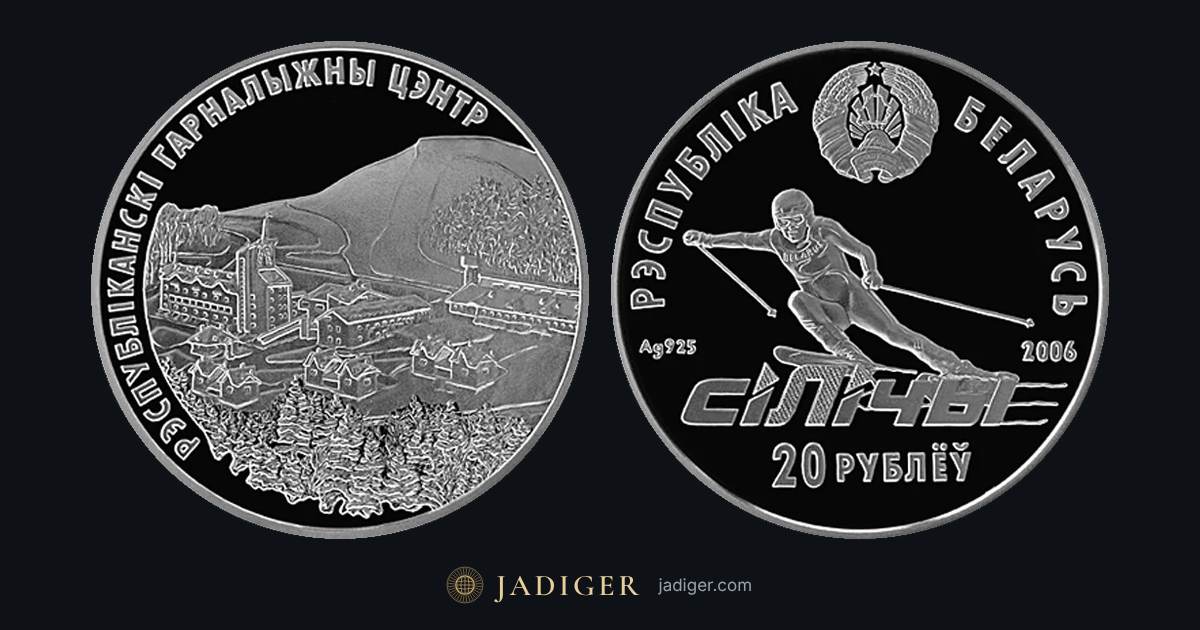 РЭСПУБЛІКАНСКІ ГАРНАЛЫЖНЫ ЦЭНТР
РЭСПУБЛІКА БЕЛАРУСЬ
BELARUS
Ag925
2006
СІЛІЧЫ
20 РУБЛЁЎ
JADIGER
jadiger.com